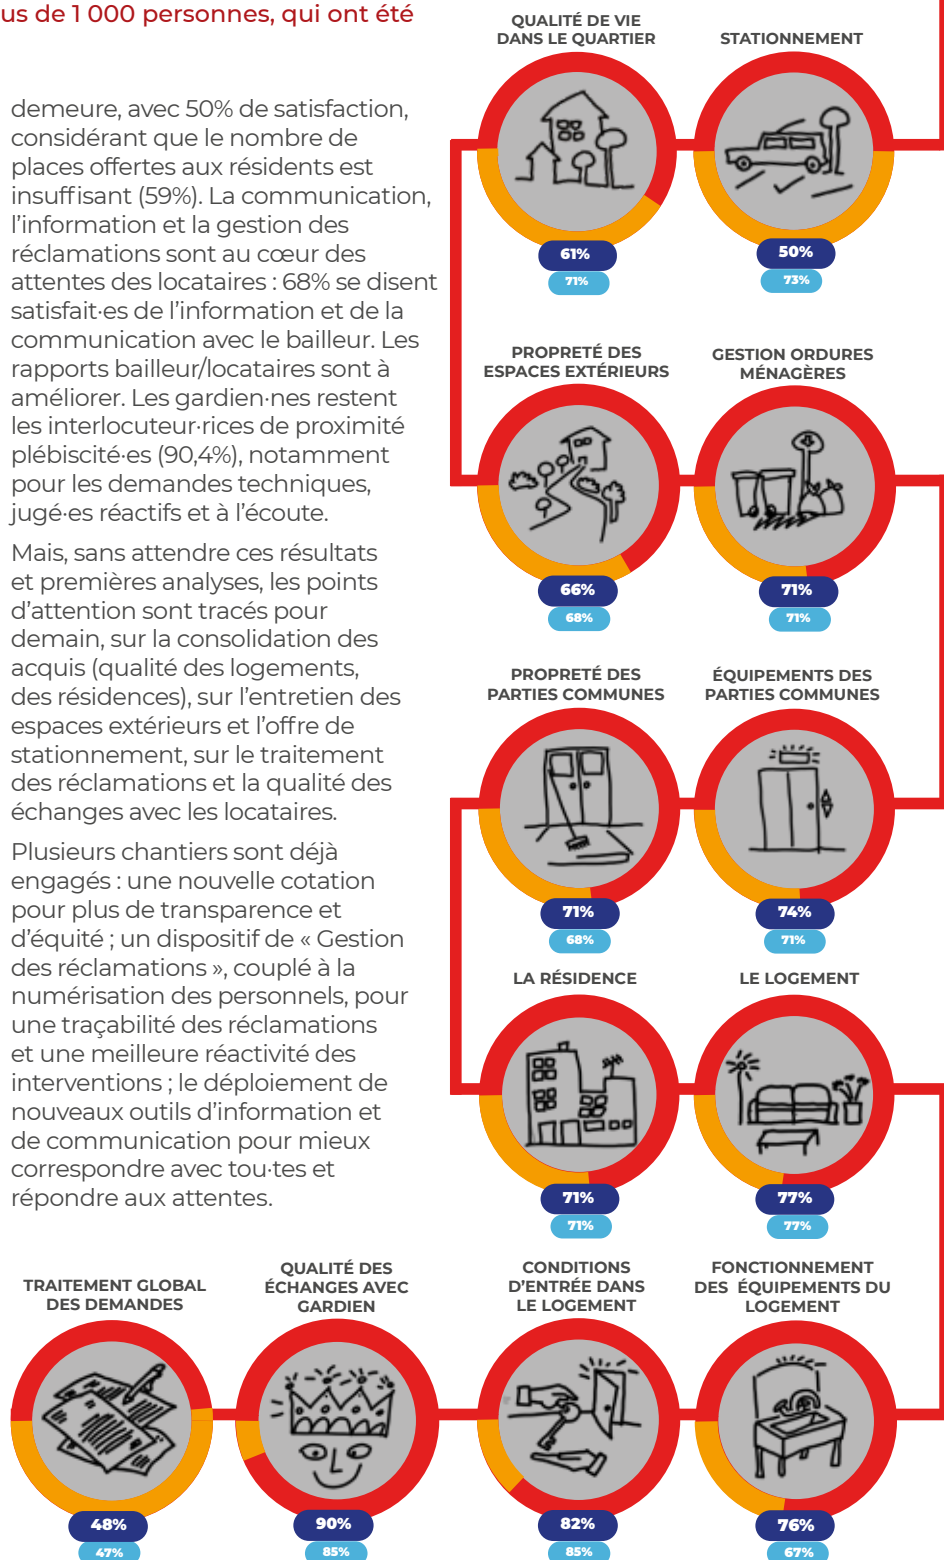 us de 1 000 personnes, qui ont été
demeure, avec 50% de satisfaction,
considérant que le nombre de
places offertes aux résidents est
insuffisant (59%). La communication,
l'information et la gestion des
réclamations sont au cœur des
attentes des locataires : 68% se disent
satisfait·es de l'information et de la
communication avec le bailleur. Les
rapports bailleur/locataires sont à
améliorer. Les gardien·nes restent
les interlocuteur·rices de proximité
plébiscité·es (90,4%), notamment
pour les demandes techniques,
jugé·es réactifs et à l'écoute.
Mais, sans attendre ces résultats
et premières analyses, les points
d'attention sont tracés pour
demain, sur la consolidation des
acquis (qualité des logements,
des résidences), sur l'entretien des
espaces extérieurs et l'offre de
stationnement, sur le traitement
des réclamations et la qualité des
échanges avec les locataires.
Plusieurs chantiers sont déjà
engagés : une nouvelle cotation
pour plus de transparence et
d'équité ; un dispositif de « Gestion
des réclamations », couplé à la
numérisation des personnels, pour
une traçabilité des réclamations
et une meilleure réactivité des
interventions ; le déploiement de
nouveaux outils d'information et
de communication pour mieux
correspondre avec tou·tes et
répondre aux attentes.
QUALITÉ DE VIE
DANS LE QUARTIER
61%
71%
STATIONNEMENT
50%
73%
PROPRETÉ DES
ESPACES EXTÉRIEURS
66%
68%
GESTION ORDURES
MÉNAGÈRES
71%
71%
PROPRETÉ DES
PARTIES COMMUNES
71%
68%
ÉQUIPEMENTS DES
PARTIES COMMUNES
74%
71%
LA RÉSIDENCE
71%
71%
LE LOGEMENT
77%
77%
TRAITEMENT GLOBAL
DES DEMANDES
48%
47%
QUALITÉ DES
ÉCHANGES AVEC
GARDIEN
90%
85%
CONDITIONS
D'ENTRÉE DANS
LE LOGEMENT
82%
85%
FONCTIONNEMENT
DES ÉQUIPEMENTS DU
LOGEMENT
76%
67%